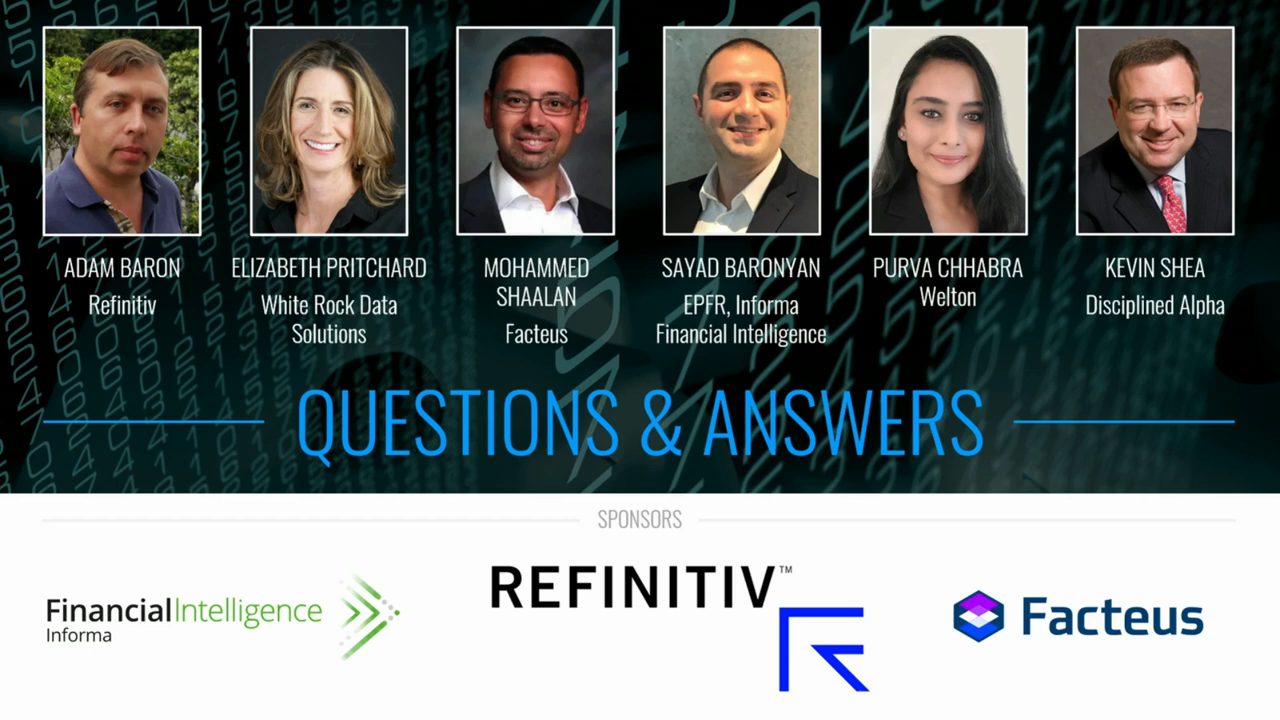 ADAM BARON
Refinitiv
ELIZABETH PRITCHARD
White Rock Data
Solutions
MOHAMMED
SHAALAN
Facteus
SAYAD BARONYAN
EPFR, Informa
Financial Intelligence
PURVA CHHABRA
Welton
KEVIN SHEA
Disciplined Alpha
QUESTIONS & ANSWERS
SPONSORS
FinancialIntelligence
Informa
REFINITIV™
Facteus